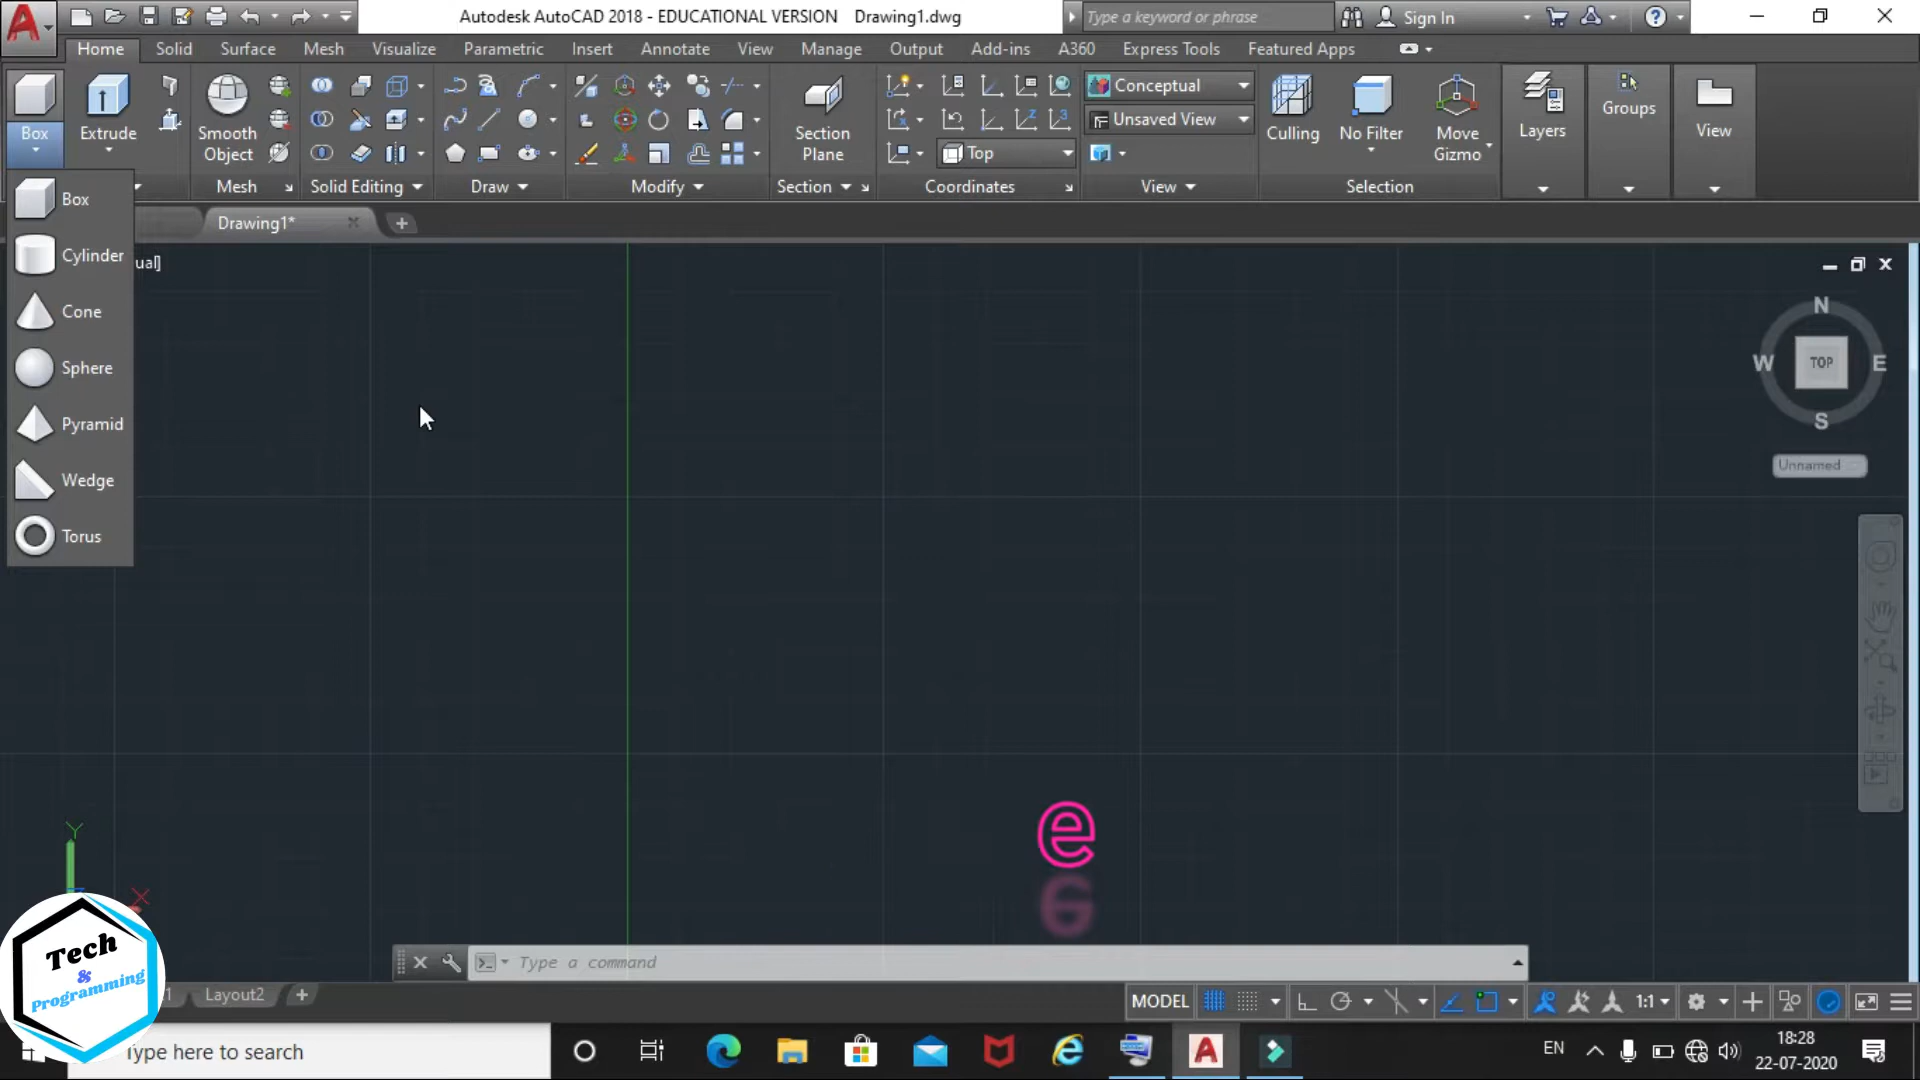 Autodesk AutoCAD 2018 - EDUCATIONAL VERSION Drawing1.dwg
Type a keyword or phrase
Sign In
Home Solid Surface Mesh Visualize Parametric Insert Annotate View Manage Output Add-ins A360 Express Tools Featured Apps
Box
Extrude
Smooth
Object
Section
Plane
Top
Conceptual
Unsaved View
Culling
No Filter
Move
Gizmo
Layers
Groups
View
Mesh
Solid Editing
Draw
Modify
Section
Coordinates
View
Selection
Drawing1*
Box
Cylinder
Cone
Sphere
Pyramid
Wedge
Torus
ual]
N
W
TOP
E
S
Unnamed
Y
X
e
Type a command
Tech
&
Programming
1
Layout2
MODEL
1:1
Type here to search
EN
18:28
22-07-2020